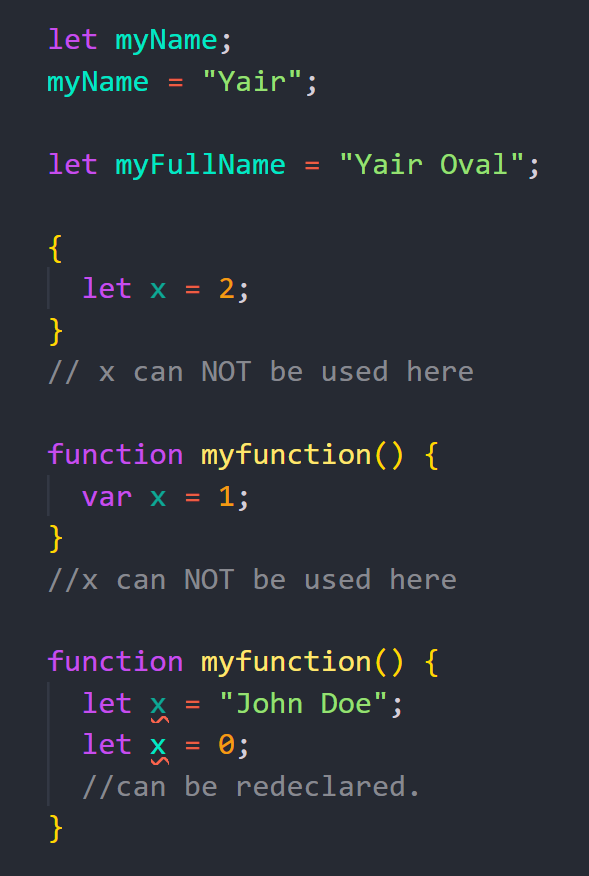 let myName;
myName = "Yair";
let myFullName = "Yair Oval";
{
let x = 2;
}
// x can NOT be used here
function myfunction() {
var x = 1;
}
//x can NOT be used here
function myfunction() {
let x = "John Doe";
let x = 0;
//can be redeclared.
}